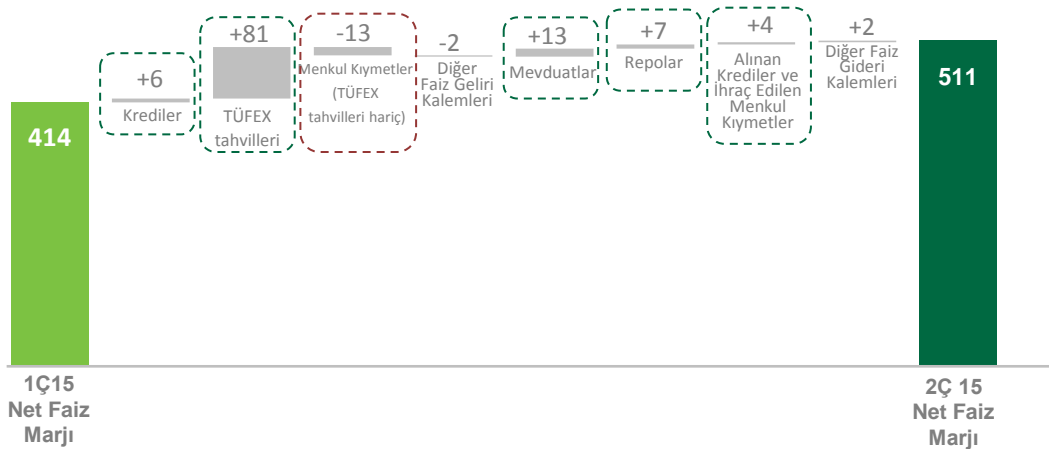 414
1Ç15
Net Faiz
Marjı
+6
Krediler
+81
TÜFEX
tahvilleri
-13
Menkul Kıymetler
(TÜFEX
tahvilleri hariç)
-2
Diğer
Faiz Geliri
Kalemleri
+13
Mevduatlar
+7
Repolar
+4
Alınan
Krediler ve
İhraç Edilen
Menkul
Kıymetler
+2
Diğer Faiz
Gideri
Kalemleri
511
2Ç 15
Net Faiz
Marjı